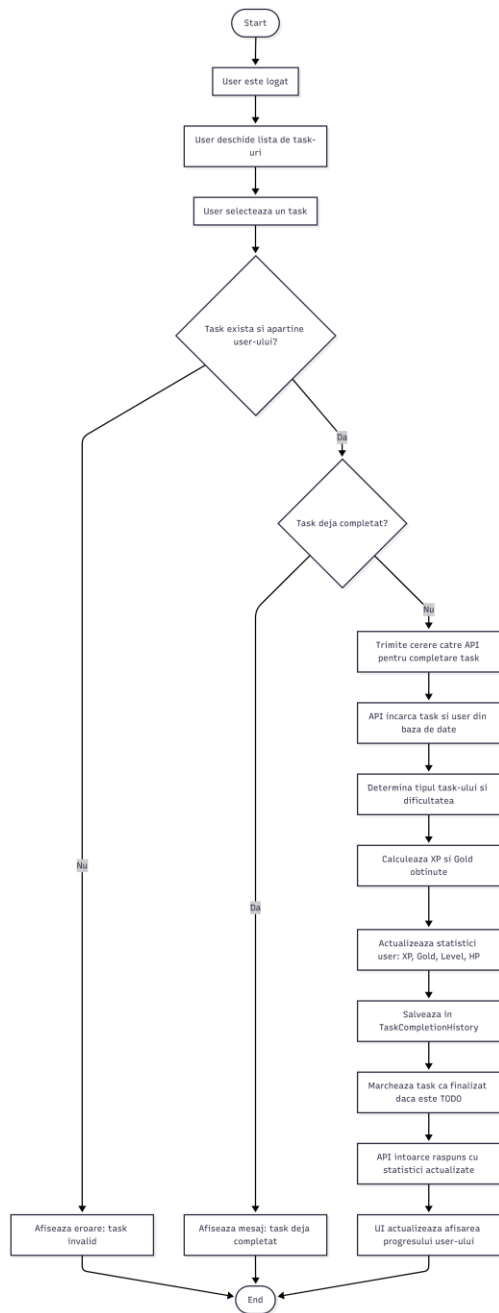 Start
User este logat
User deschide lista de task-
uri
User selecteaza un task
Task exista si apartine
user-ului?
Da
Task deja completat?
Nu
Trimite cerere catre API
pentru completare task
API incarca task si user din
baza de date
Determina tipul task-ului si
dificultatea
Calculeaza XP si Gold
obtinute
Nu
Da
Actualizeaza statistici
user: XP, Gold, Level, HP
Salveaza in
TaskCompletionHistory
Marcheaza task ca finalizat
daca este TODO
API intoarce raspuns cu
statistici actualizate
Afiseaza eroare: task
invalid
Afiseaza mesaj: task deja
completat
UI actualizeaza afisarea
progresului user-ului
End